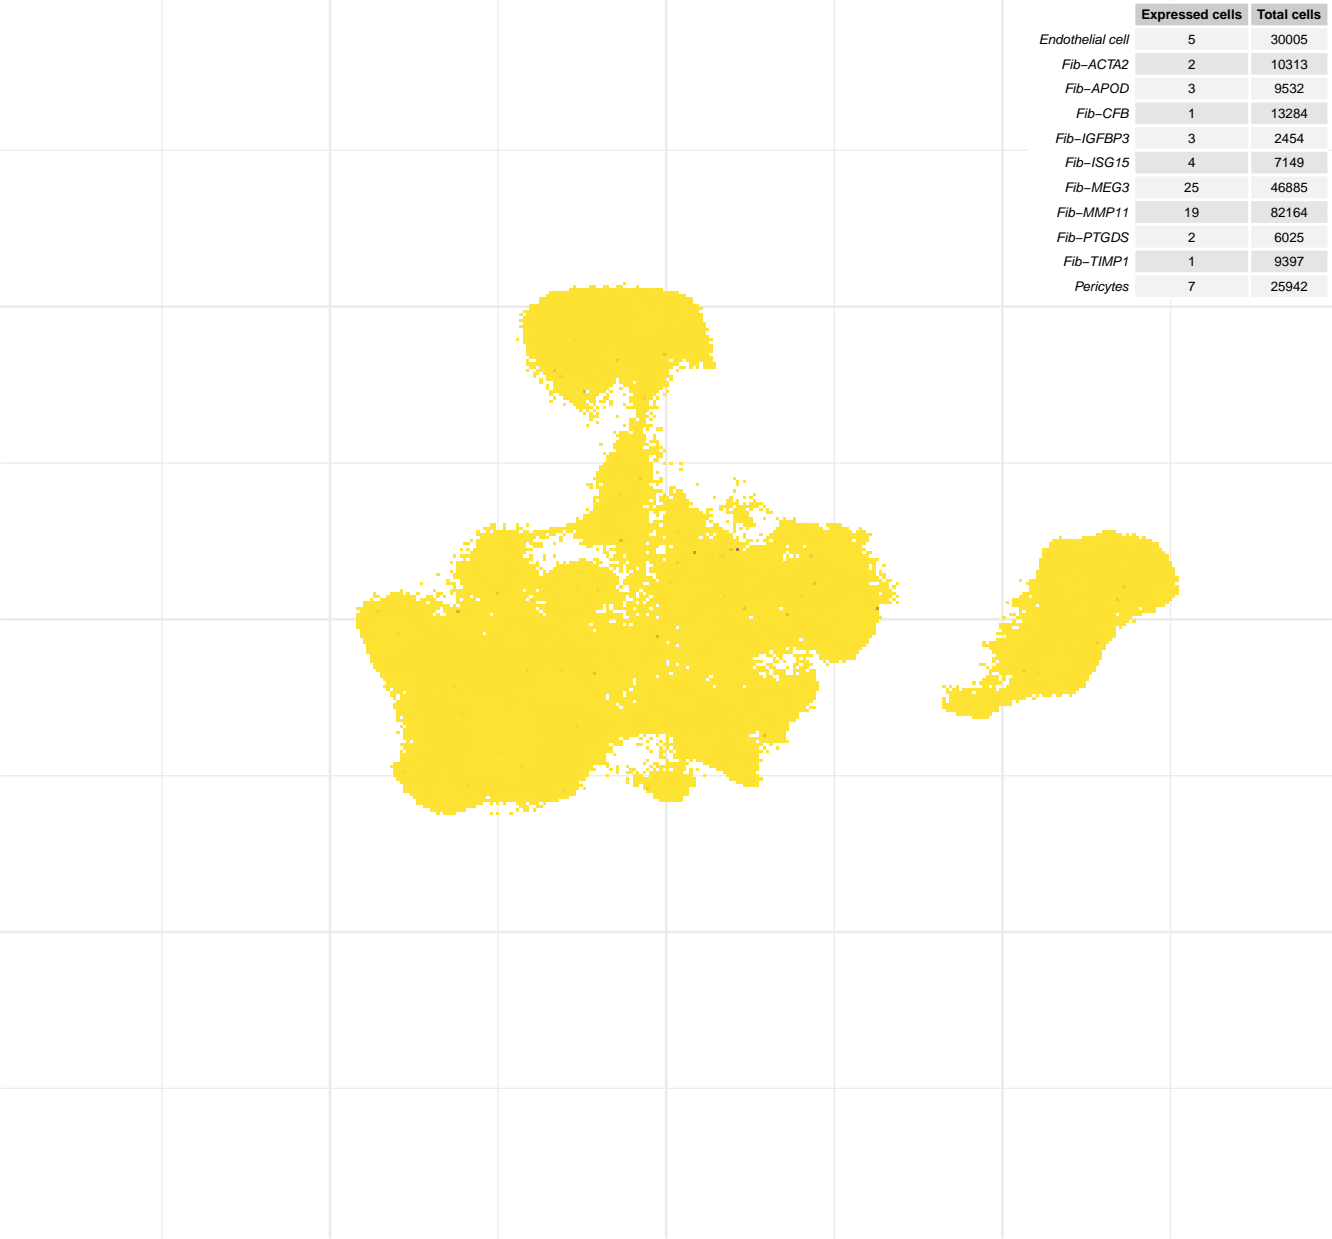 Expressed cells Total cells
Endothelial cell 5 30005
Fib−ACTA2 2 10313
Fib−APOD 3 9532
Fib−CFB 1 13284
Fib−IGFBP3 3 2454
Fib−ISG15 4 7149
Fib−MEG3 25 46885
Fib−MMP11 19 82164
Fib−PTGDS 2 6025
Fib−TIMP1 1 9397
Pericytes 7 25942